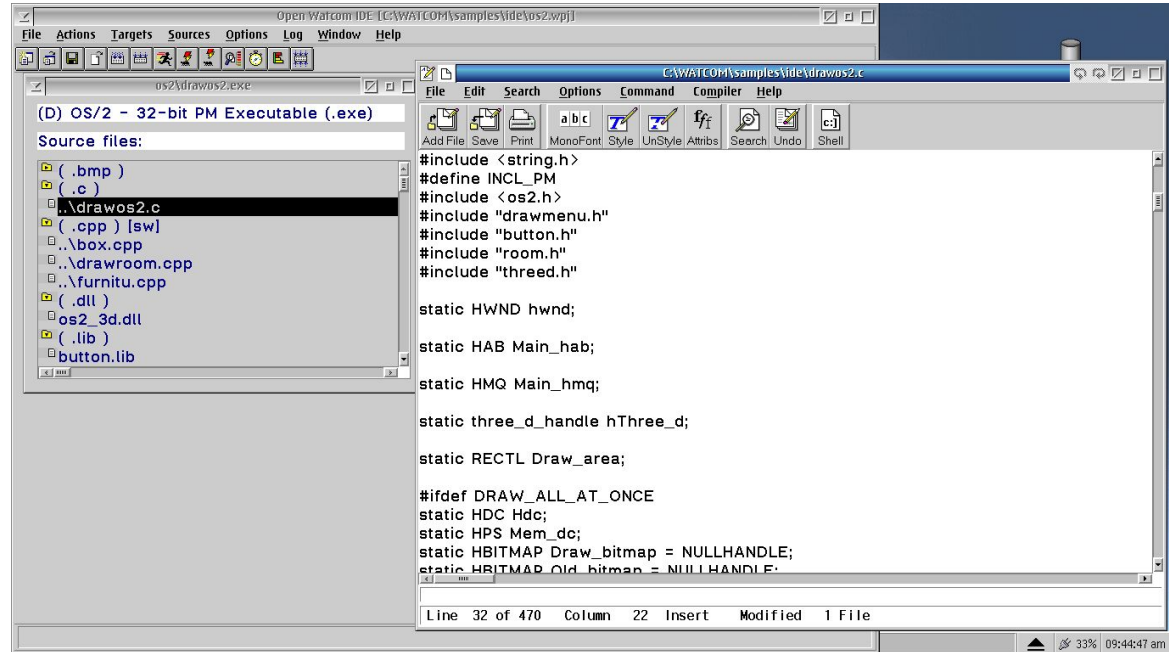 Open Watcom IDE [C:\WATCOM\samples\ide\os2.wpj]
File Actions Targets Sources Options Log Window Help
os2\drawos2.exe
(D) OS/2 - 32-bit PM Executable (.exe)
Source files:
( .bmp )
( .c )
..\drawos2.c
( .cpp ) [sw]
..\box.cpp
..\drawroom.cpp
..\furnitu.cpp
( .dll )
os2_3d.dll
( .lib )
button.lib
C:\WATCOM\samples\ide\drawos2.c
File Edit Search Options Command Compiler Help
abc c:]
Add File Save Print MonoFont Style UnStyle Attribs Search Undo Shell
#include <string.h>
#define INCL_PM
#include <os2.h>
#include "drawmenu.h"
#include "button.h"
#include "room.h"
#include "threed.h"
static HWND hwnd;
static HAB Main_hab;
static HMQ Main_hmq;
static three_d_handle hThree_d;
static RECTL Draw_area;
#ifdef DRAW_ALL_AT_ONCE
static HDC Hdc;
static HPS Mem_dc;
static HBITMAP Draw_bitmap = NULLHANDLE;
static HBITMAP Old_bitmap = NULLHANDLE;
Line 32 of 470 Column 22 Insert Modified 1 File
33% 09:44:47 am